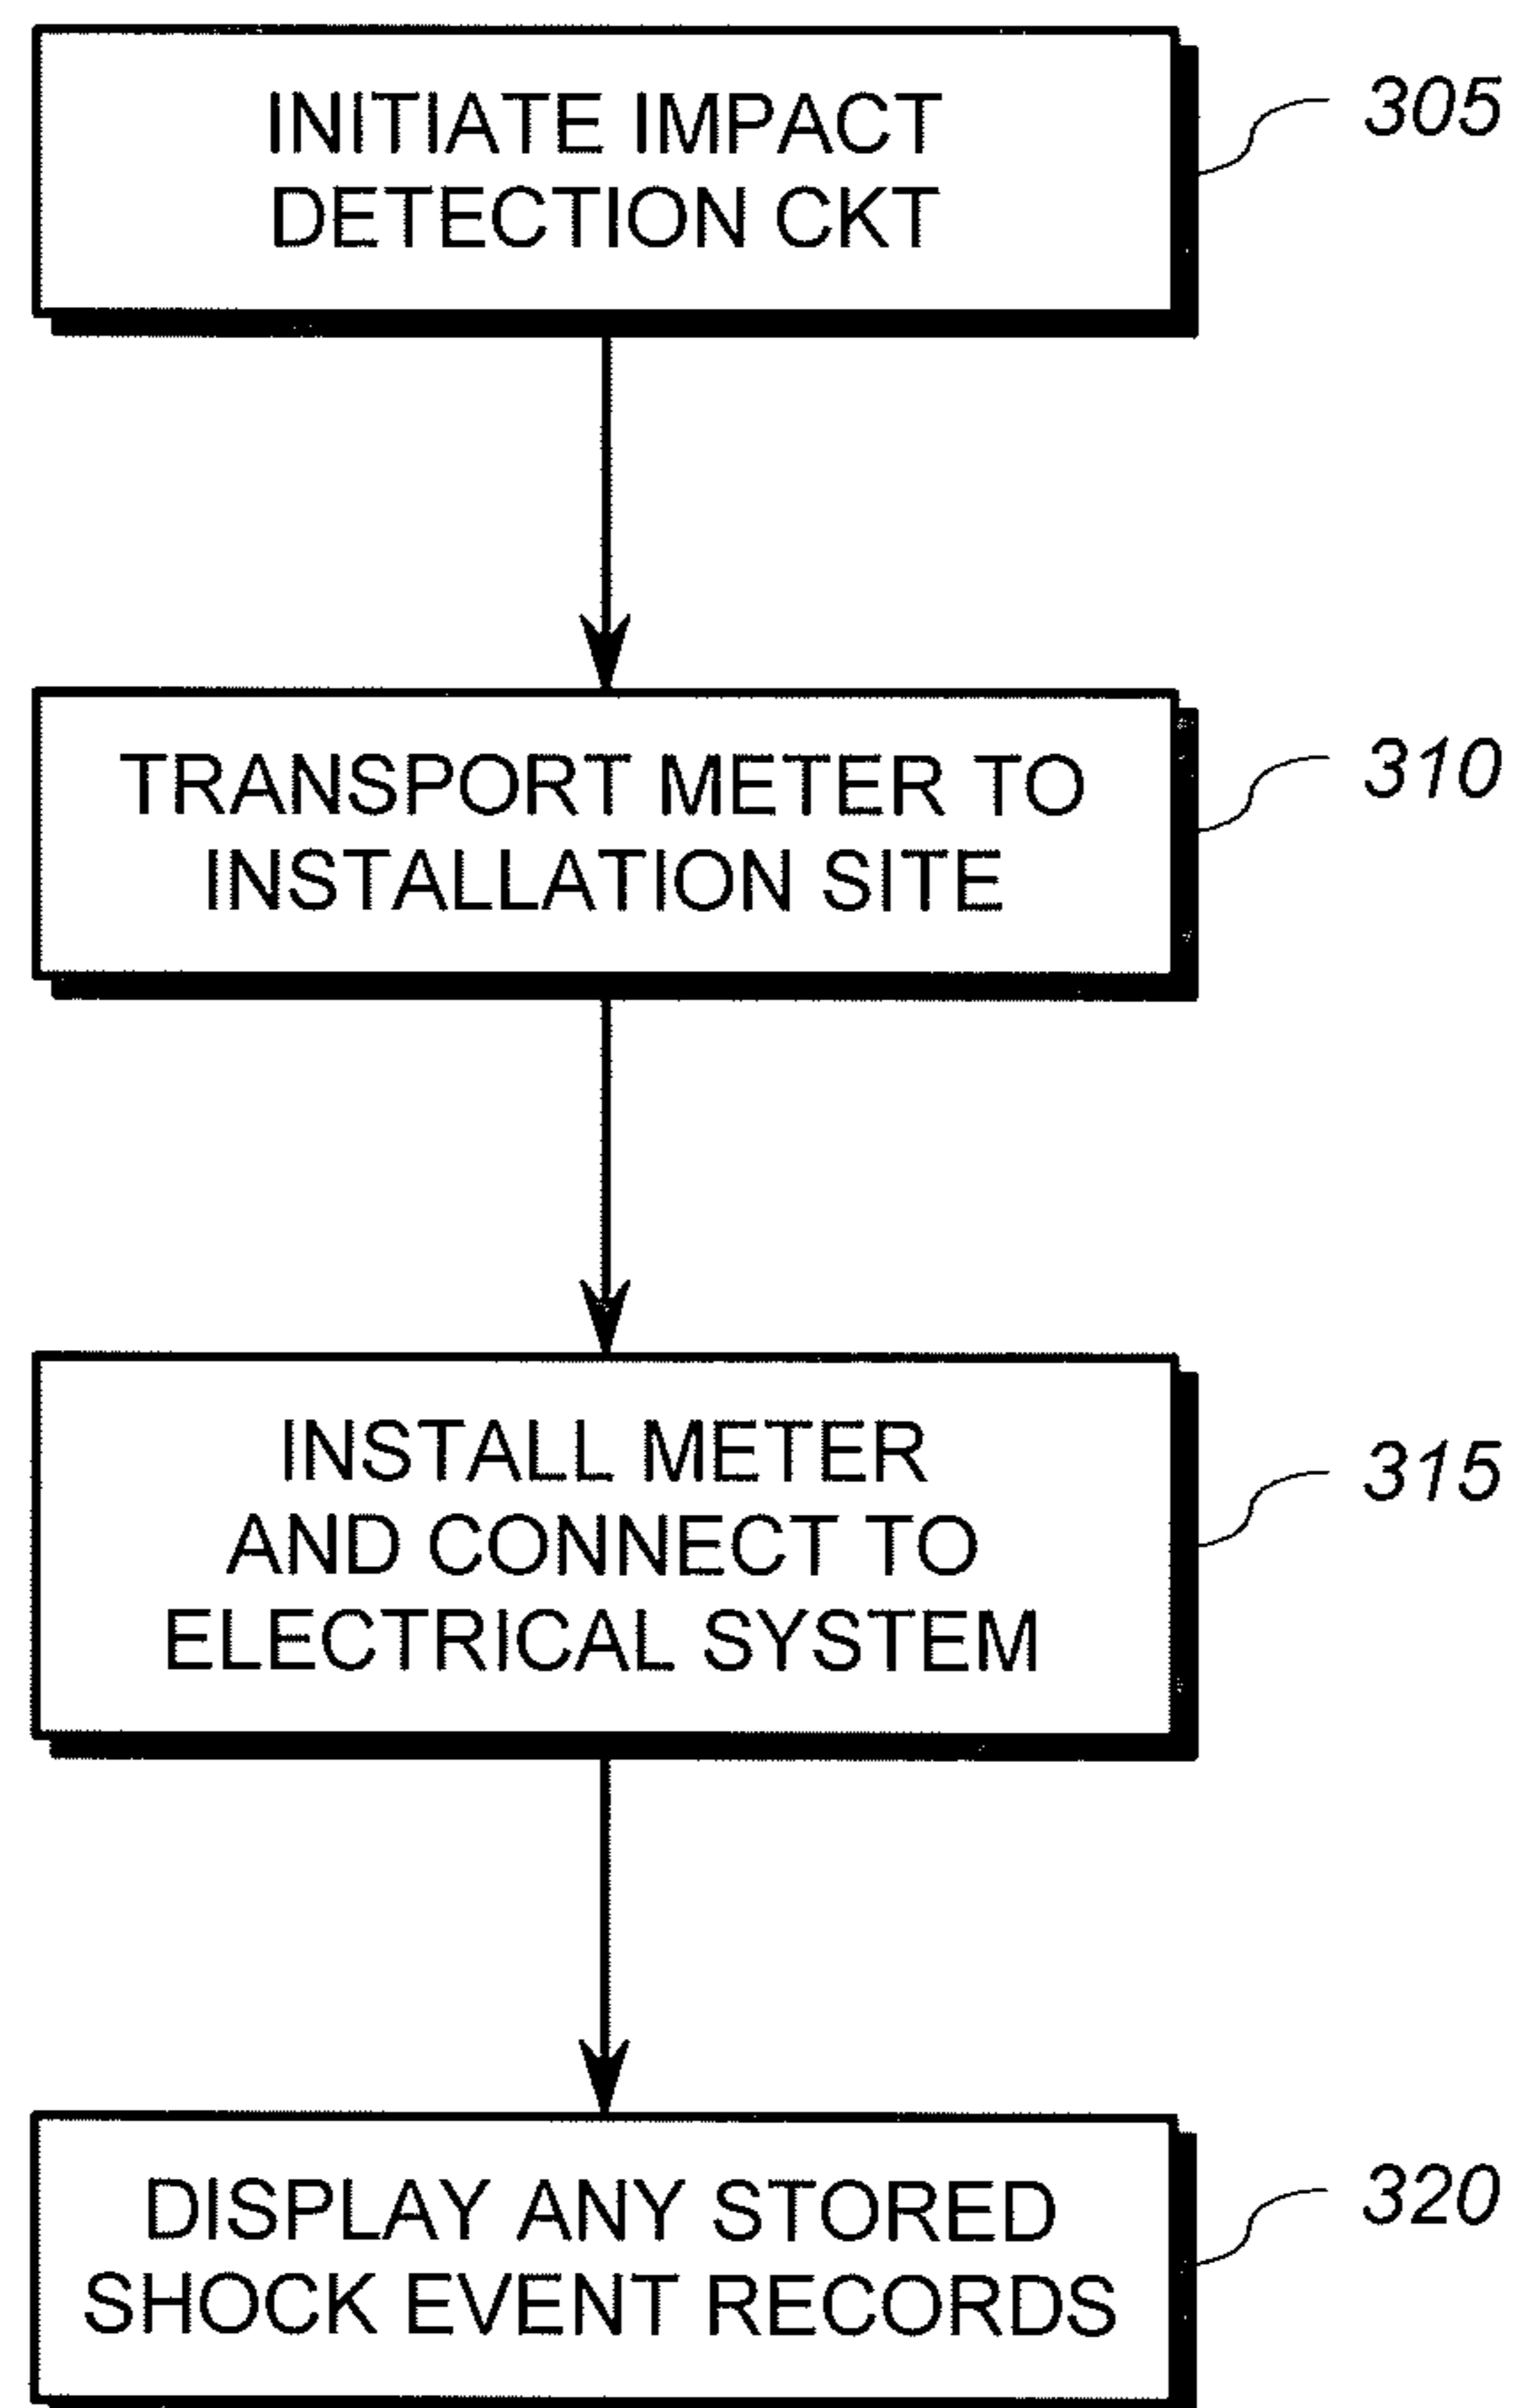 INITIATE IMPACT
DETECTION CKT
305
TRANSPORT METER TO
INSTALLATION SITE
310
INSTALL METER
AND CONNECT TO
ELECTRICAL SYSTEM
315
DISPLAY ANY STORED
SHOCK EVENT RECORDS
320